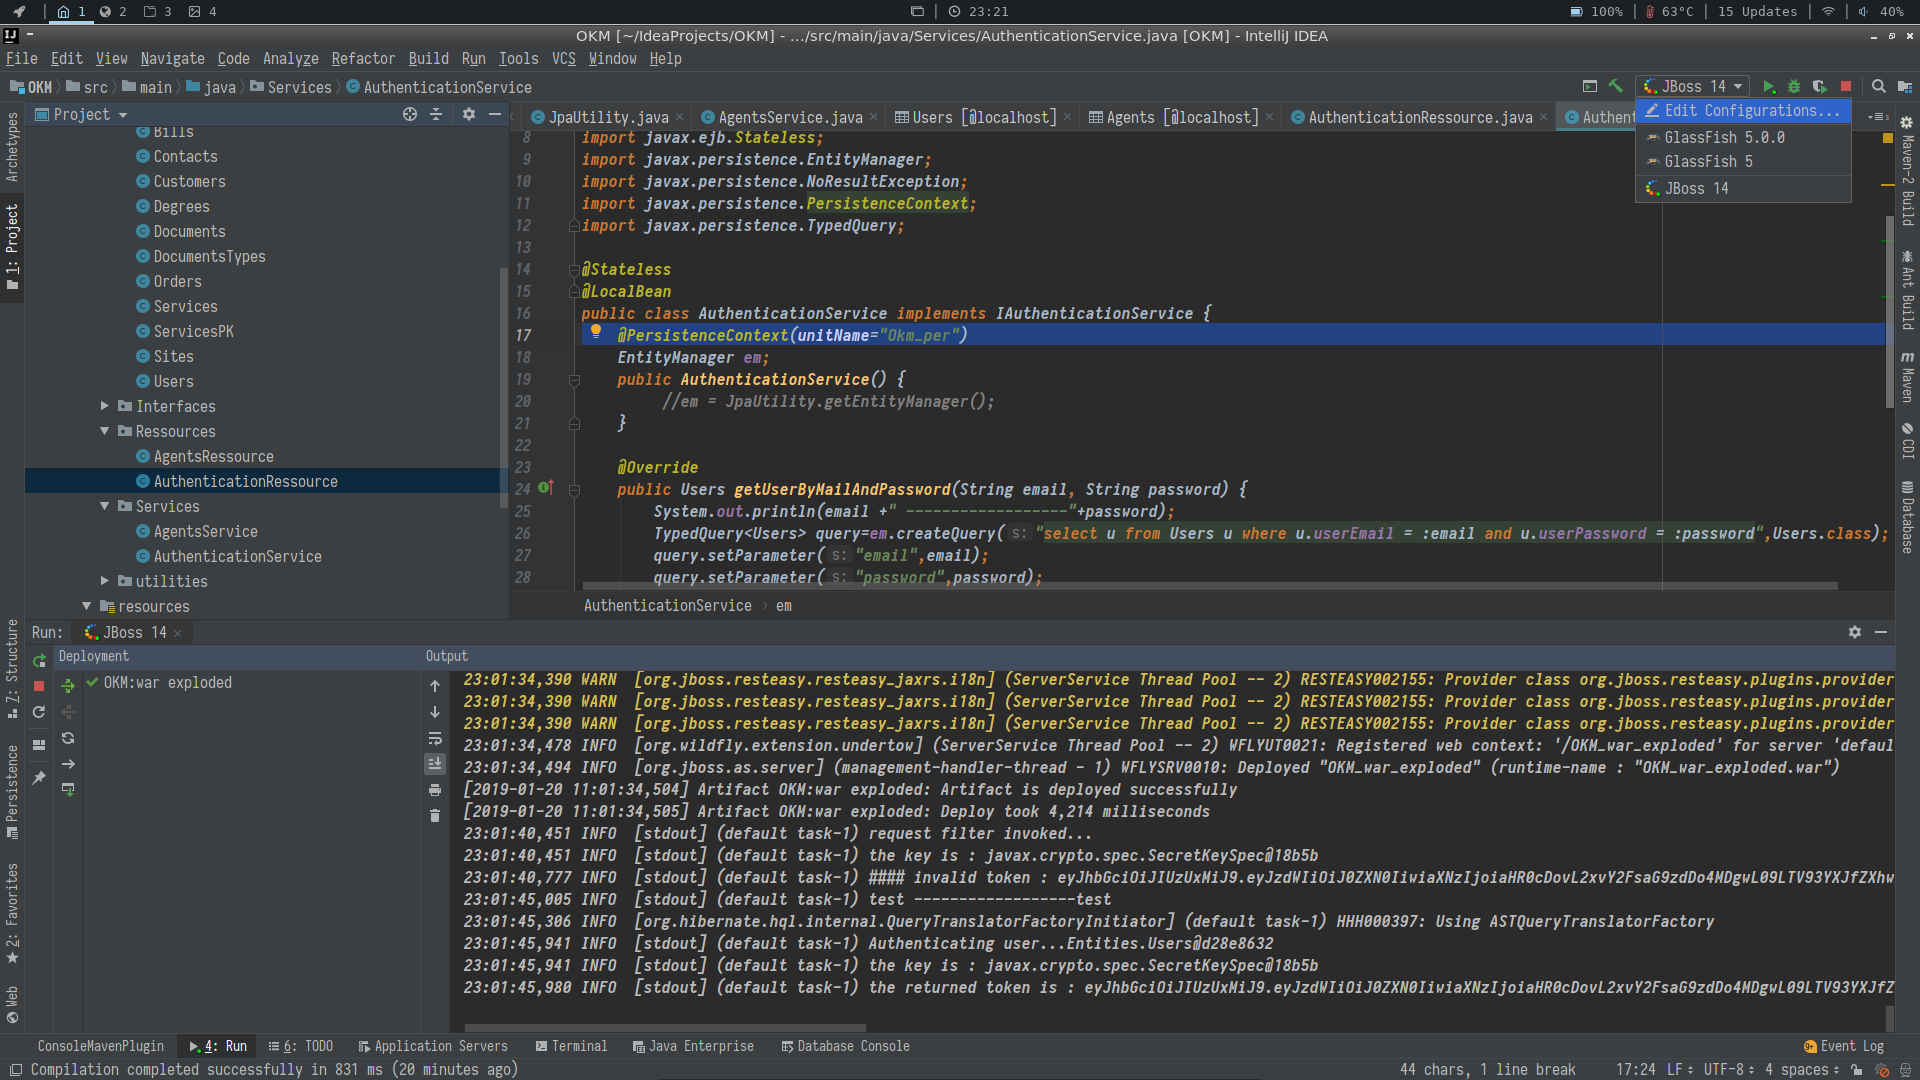 1 2 3 4 23:21 100% 63°C 15 Updates 40%
OKM [~/IdeaProjects/OKM] - .../src/main/java/Services/AuthenticationService.java [OKM] - IntelliJ IDEA
File Edit View Navigate Code Analyze Refactor Build Run Tools VCS Window Help
OKM src main java Services AuthenticationService JBoss 14
Edit Configurations...
GlassFish 5.0.0
GlassFish 5
JBoss 14
Project
JpaUtility.java AgentsService.java Users [@localhost] Agents [@localhost] AuthenticationRessource.java Authent
Archetypes
1: Project
Z: Structure
Persistence
2: Favorites
Web
Bills
Contacts
Customers
Degrees
Documents
DocumentsTypes
Orders
Services
ServicesPK
Sites
Users
Interfaces
Ressources
AgentsRessource
AuthenticationRessource
Services
AgentsService
AuthenticationService
utilities
resources
8 import javax.ejb.Stateless;
9 import javax.persistence.EntityManager;
10 import javax.persistence.NoResultException;
11 import javax.persistence.PersistenceContext;
12 import javax.persistence.TypedQuery;
13
14 @Stateless
15 @LocalBean
16 public class AuthenticationService implements IAuthenticationService {
17 @PersistenceContext(unitName="Okm_per")
18 EntityManager em;
19 public AuthenticationService() {
20 //em = JpaUtility.getEntityManager();
21 }
22
23 @Override
24 public Users getUserByMailAndPassword(String email, String password) {
25 System.out.println(email +" ------------------"+password);
26 TypedQuery<Users> query=em.createQuery( s: "select u from Users u where u.userEmail = :email and u.userPassword = :password",Users.class);
27 query.setParameter( s: "email",email);
28 query.setParameter( s: "password",password);
AuthenticationService › em
Maven-2 Build
Ant Build
Maven
CDI
Database
Run: JBoss 14
Deployment Output
OKM:war exploded
23:01:34,390 WARN [org.jboss.resteasy.resteasy_jaxrs.i18n] (ServerService Thread Pool -- 2) RESTEASY002155: Provider class org.jboss.resteasy.plugins.provider
23:01:34,390 WARN [org.jboss.resteasy.resteasy_jaxrs.i18n] (ServerService Thread Pool -- 2) RESTEASY002155: Provider class org.jboss.resteasy.plugins.provider
23:01:34,390 WARN [org.jboss.resteasy.resteasy_jaxrs.i18n] (ServerService Thread Pool -- 2) RESTEASY002155: Provider class org.jboss.resteasy.plugins.provider
23:01:34,478 INFO [org.wildfly.extension.undertow] (ServerService Thread Pool -- 2) WFLYUT0021: Registered web context: '/OKM_war_exploded' for server 'defaul
23:01:34,494 INFO [org.jboss.as.server] (management-handler-thread - 1) WFLYSRV0010: Deployed "OKM_war_exploded" (runtime-name : "OKM_war_exploded.war")
[2019-01-20 11:01:34,504] Artifact OKM:war exploded: Artifact is deployed successfully
[2019-01-20 11:01:34,505] Artifact OKM:war exploded: Deploy took 4,214 milliseconds
23:01:40,451 INFO [stdout] (default task-1) request filter invoked...
23:01:40,451 INFO [stdout] (default task-1) the key is : javax.crypto.spec.SecretKeySpec@18b5b
23:01:40,777 INFO [stdout] (default task-1) #### invalid token : eyJhbGciOiJIUzUxMiJ9.eyJzdWIiOiJ0ZXN0IiwiaXNzIjoiaHR0cDovL2xvY2FsaG9zdDo4MDgwL09LTV93YXJfZXhw
23:01:45,005 INFO [stdout] (default task-1) test ------------------test
23:01:45,306 INFO [org.hibernate.hql.internal.QueryTranslatorFactoryInitiator] (default task-1) HHH000397: Using ASTQueryTranslatorFactory
23:01:45,941 INFO [stdout] (default task-1) Authenticating user...Entities.Users@d28e8632
23:01:45,941 INFO [stdout] (default task-1) the key is : javax.crypto.spec.SecretKeySpec@18b5b
23:01:45,980 INFO [stdout] (default task-1) the returned token is : eyJhbGciOiJIUzUxMiJ9.eyJzdWIiOiJ0ZXN0IiwiaXNzIjoiaHR0cDovL2xvY2FsaG9zdDo4MDgwL09LTV93YXJfZ
ConsoleMavenPlugin 4: Run 6: TODO Application Servers Terminal Java Enterprise Database Console 9+ Event Log
Compilation completed successfully in 831 ms (20 minutes ago) 44 chars, 1 line break 17:24 LF UTF-8 4 spaces